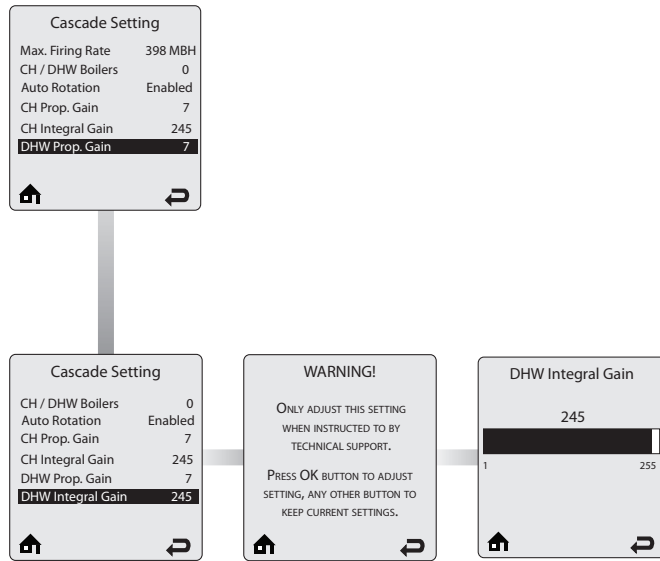 Cascade Setting
Max. Firing Rate 398 MBH
CH / DHW Boilers 0
Auto Rotation Enabled
CH Prop. Gain 7
CH Integral Gain 245
DHW Prop. Gain 7
Cascade Setting
CH / DHW Boilers 0
Auto Rotation Enabled
CH Prop. Gain 7
CH Integral Gain 245
DHW Prop. Gain 7
DHW Integral Gain 245
WARNING!
ONLY ADJUST THIS SETTING
WHEN INSTRUCTED TO BY
TECHNICAL SUPPORT.
PRESS OK BUTTON TO ADJUST
SETTING, ANY OTHER BUTTON TO
KEEP CURRENT SETTINGS.
DHW Integral Gain
245
1 255